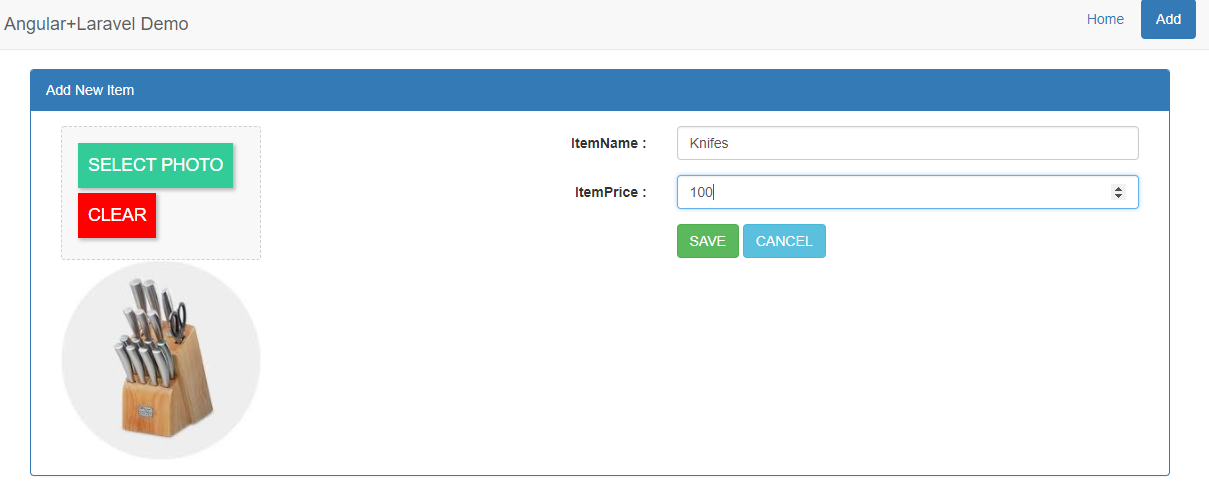 Angular+Laravel Demo
Home
Add
Add New Item
SELECT PHOTO
CLEAR
ItemName :
Knifes
ItemPrice :
100
SAVE
CANCEL